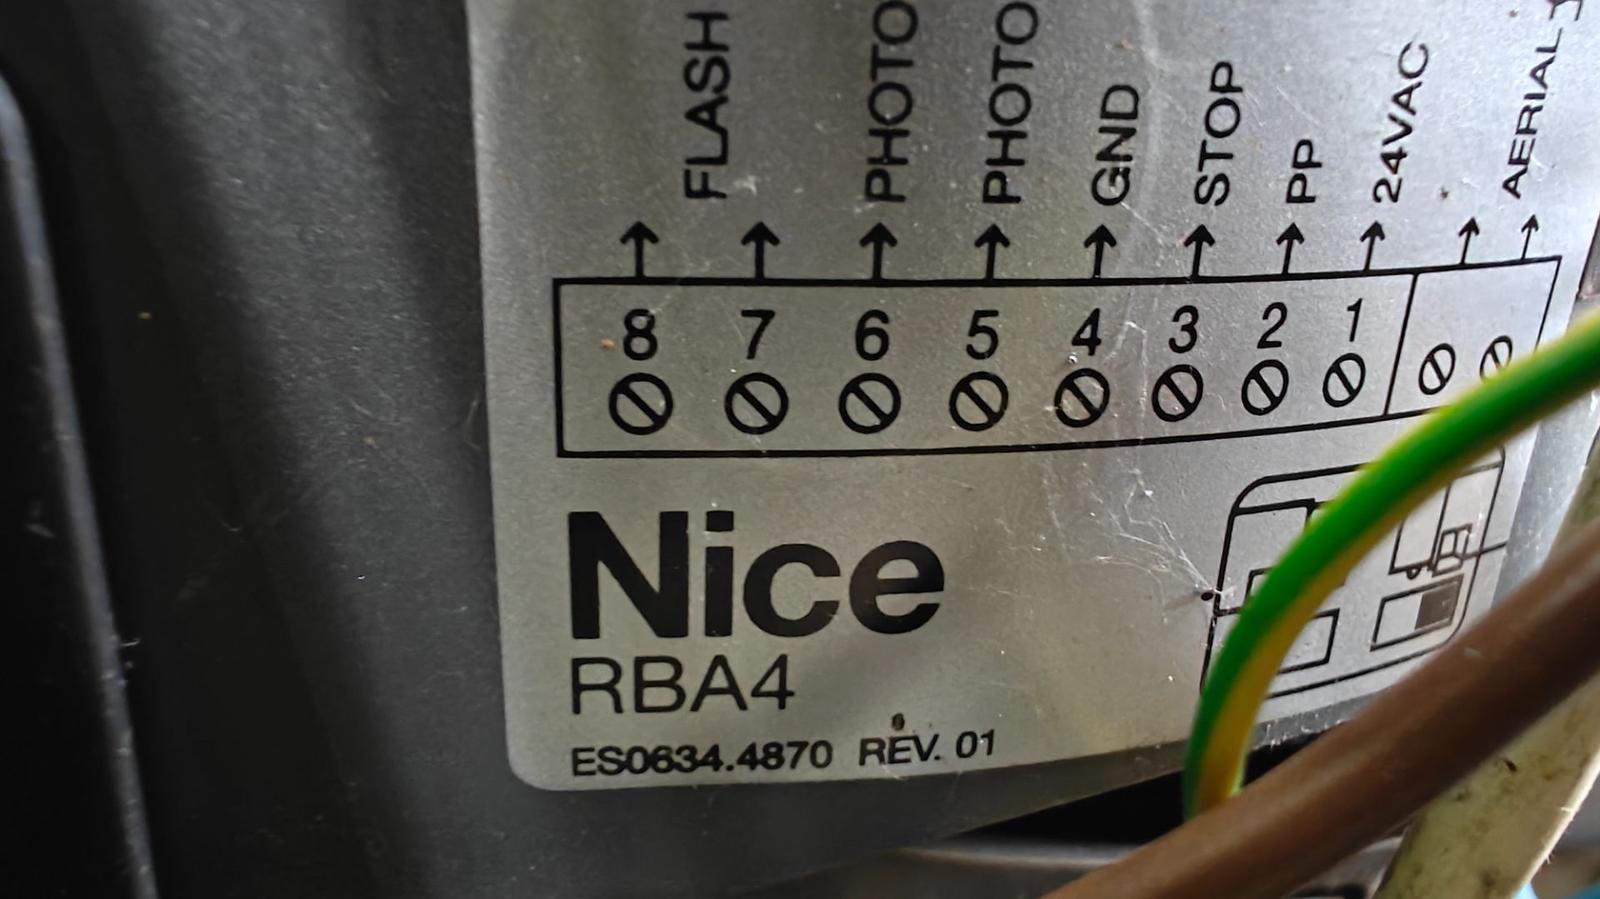 FLASH PHOTO PHOTO GND STOP PP 24VAC AERIAL
8 7 6 5 4 3 2 1
Nice
RBA4
ES0634.4870 REV. 01